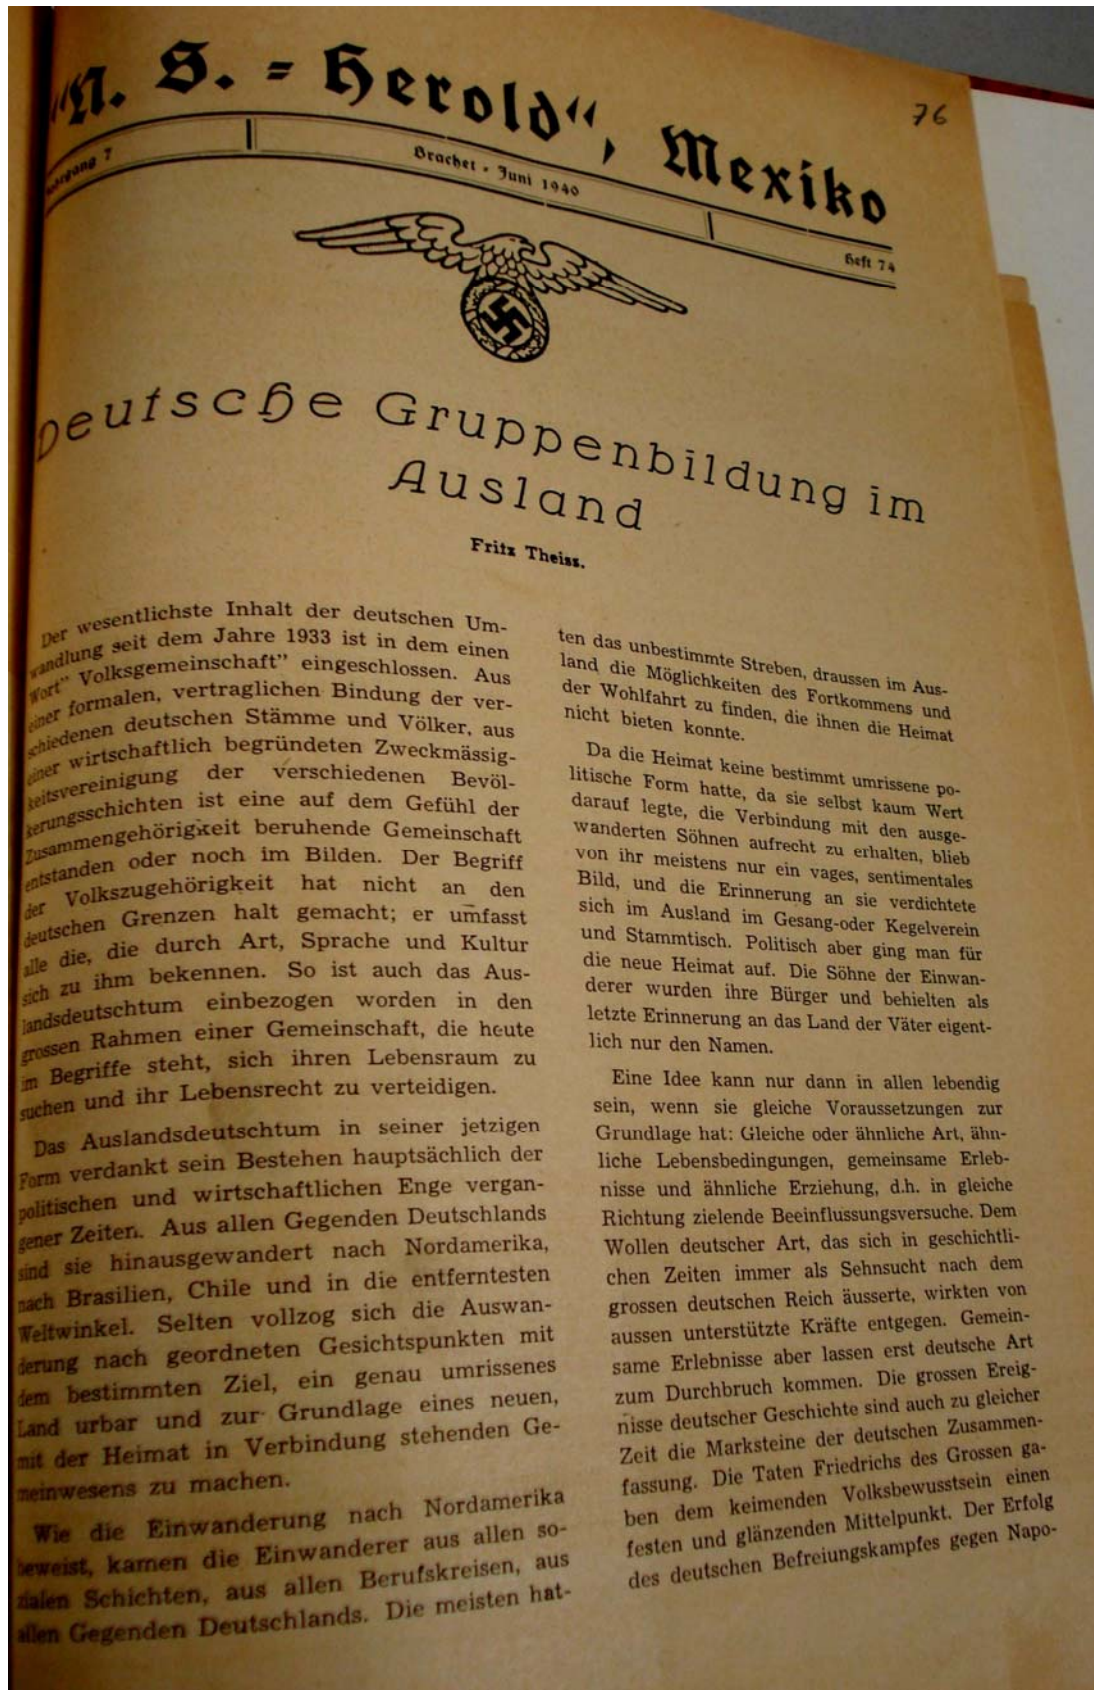 "N. S. = Herold", Mexiko
76
Jahrgang 7
Brachet - Juni 1940
Heft 74
Deutsche Gruppenbildung im
Ausland
Fritz Theiss.
Der wesentlichste Inhalt der deutschen Um-
wandlung seit dem Jahre 1933 ist in dem einen
Wort" Volksgemeinschaft" eingeschlossen. Aus
einer formalen, vertraglichen Bindung der ver-
schiedenen deutschen Stämme und Völker, aus
einer wirtschaftlich begründeten Zweckmässig-
keitsvereinigung der verschiedenen Bevöl-
kerungsschichten ist eine auf dem Gefühl der
Zusammengehörigkeit beruhende Gemeinschaft
entstanden oder noch im Bilden. Der Begriff
der Volkszugehörigkeit hat nicht an den
deutschen Grenzen halt gemacht; er umfasst
alle die, die durch Art, Sprache und Kultur
sich zu ihm bekennen. So ist auch das Aus-
landsdeutschtum einbezogen worden in den
grossen Rahmen einer Gemeinschaft, die heute
im Begriffe steht, sich ihren Lebensraum zu
suchen und ihr Lebensrecht zu verteidigen.
Das Auslandsdeutschtum in seiner jetzigen
Form verdankt sein Bestehen hauptsächlich der
politischen und wirtschaftlichen Enge vergan-
gener Zeiten. Aus allen Gegenden Deutschlands
sind sie hinausgewandert nach Nordamerika,
nach Brasilien, Chile und in die entferntesten
Weltwinkel. Selten vollzog sich die Auswan-
derung nach geordneten Gesichtspunkten mit
dem bestimmten Ziel, ein genau umrissenes
Land urbar und zur Grundlage eines neuen,
mit der Heimat in Verbindung stehenden Ge-
meinwesens zu machen.
Wie die Einwanderung nach Nordamerika
beweist, kamen die Einwanderer aus allen so-
zialen Schichten, aus allen Berufskreisen, aus
allen Gegenden Deutschlands. Die meisten hat-
ten das unbestimmte Streben, draussen im Aus-
land die Möglichkeiten des Fortkommens und
der Wohlfahrt zu finden, die ihnen die Heimat
nicht bieten konnte.
Da die Heimat keine bestimmt umrissene po-
litische Form hatte, da sie selbst kaum Wert
darauf legte, die Verbindung mit den ausge-
wanderten Söhnen aufrecht zu erhalten, blieb
von ihr meistens nur ein vages, sentimentales
Bild, und die Erinnerung an sie verdichtete
sich im Ausland im Gesang-oder Kegelverein
und Stammtisch. Politisch aber ging man für
die neue Heimat auf. Die Söhne der Einwan-
derer wurden ihre Bürger und behielten als
letzte Erinnerung an das Land der Väter eigent-
lich nur den Namen.
Eine Idee kann nur dann in allen lebendig
sein, wenn sie gleiche Voraussetzungen zur
Grundlage hat: Gleiche oder ähnliche Art, ähn-
liche Lebensbedingungen, gemeinsame Erleb-
nisse und ähnliche Erziehung, d.h. in gleiche
Richtung zielende Beeinflussungsversuche. Dem
Wollen deutscher Art, das sich in geschichtli-
chen Zeiten immer als Sehnsucht nach dem
grossen deutschen Reich äusserte, wirkten von
aussen unterstützte Kräfte entgegen. Gemein-
same Erlebnisse aber lassen erst deutsche Art
zum Durchbruch kommen. Die grossen Ereig-
nisse deutscher Geschichte sind auch zu gleicher
Zeit die Marksteine der deutschen Zusammen-
fassung. Die Taten Friedrichs des Grossen ga-
ben dem keimenden Volksbewusstsein einen
festen und glänzenden Mittelpunkt. Der Erfolg
des deutschen Befreiungskampfes gegen Napo-